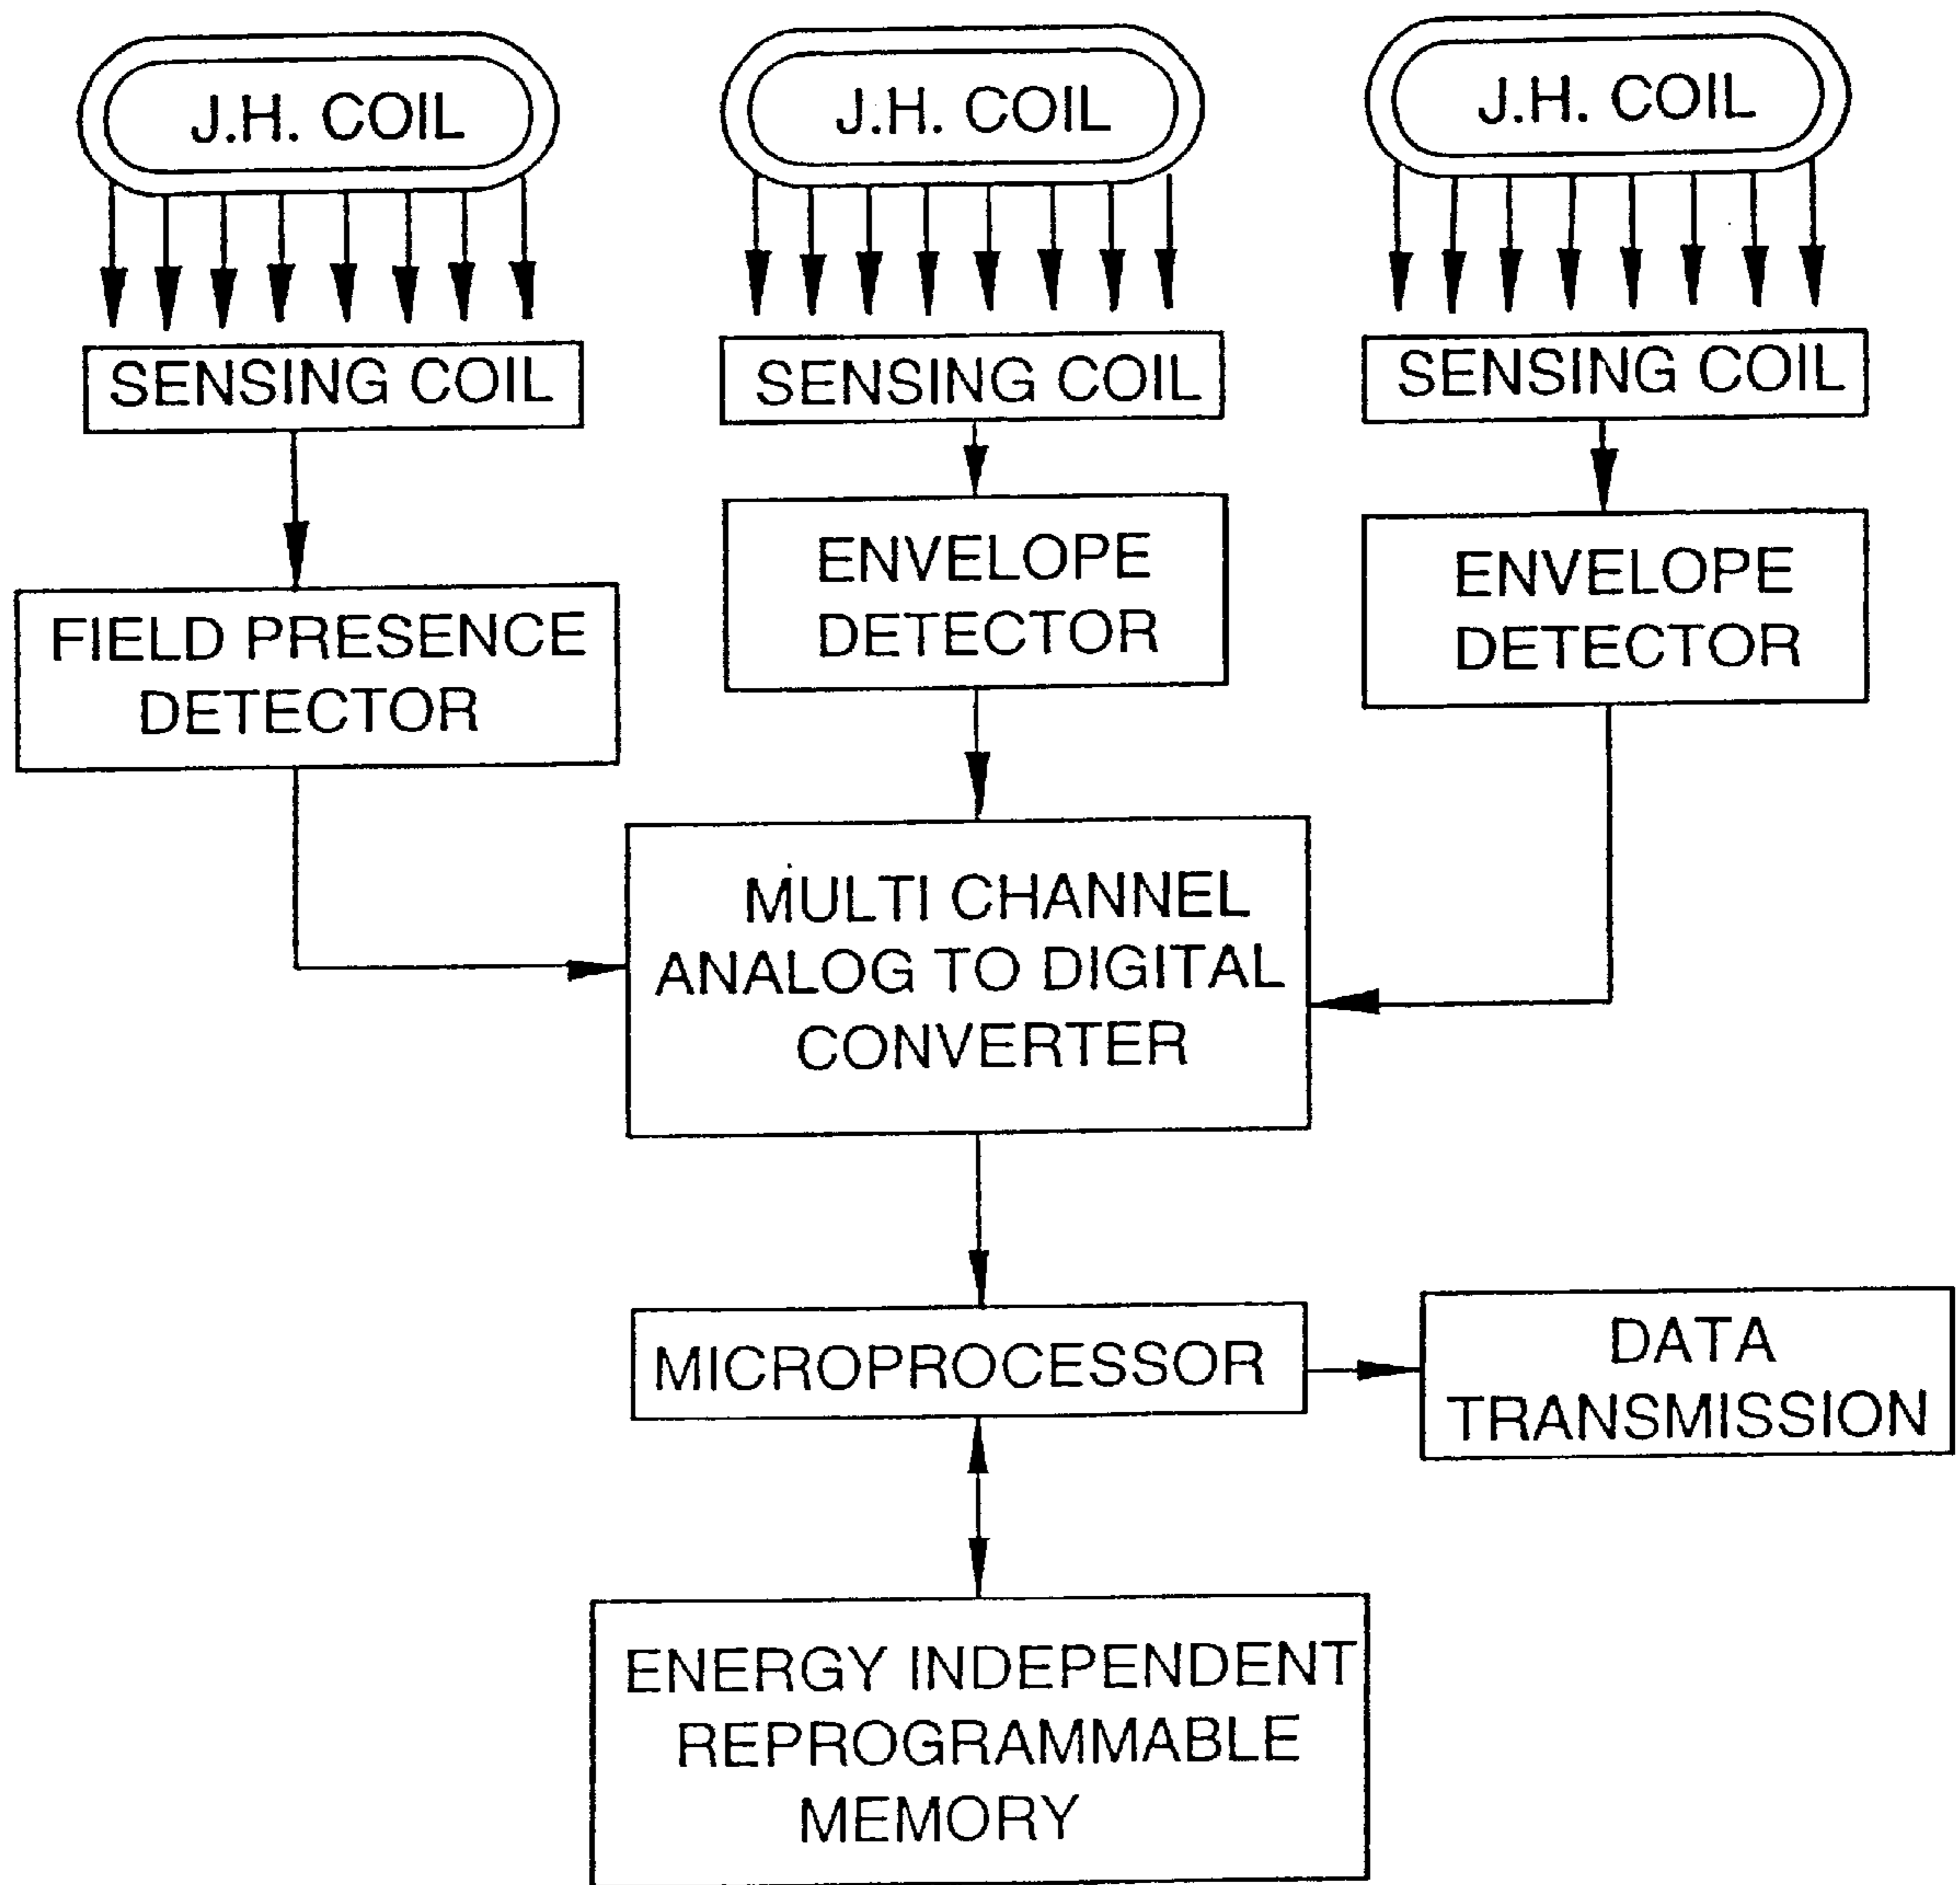 J.H. COIL
J.H. COIL
J.H. COIL
SENSING COIL
SENSING COIL
SENSING COIL
FIELD PRESENCE
DETECTOR
ENVELOPE
DETECTOR
ENVELOPE
DETECTOR
MULTI CHANNEL
ANALOG TO DIGITAL
CONVERTER
MICROPROCESSOR
DATA
TRANSMISSION
ENERGY INDEPENDENT
REPROGRAMMABLE
MEMORY